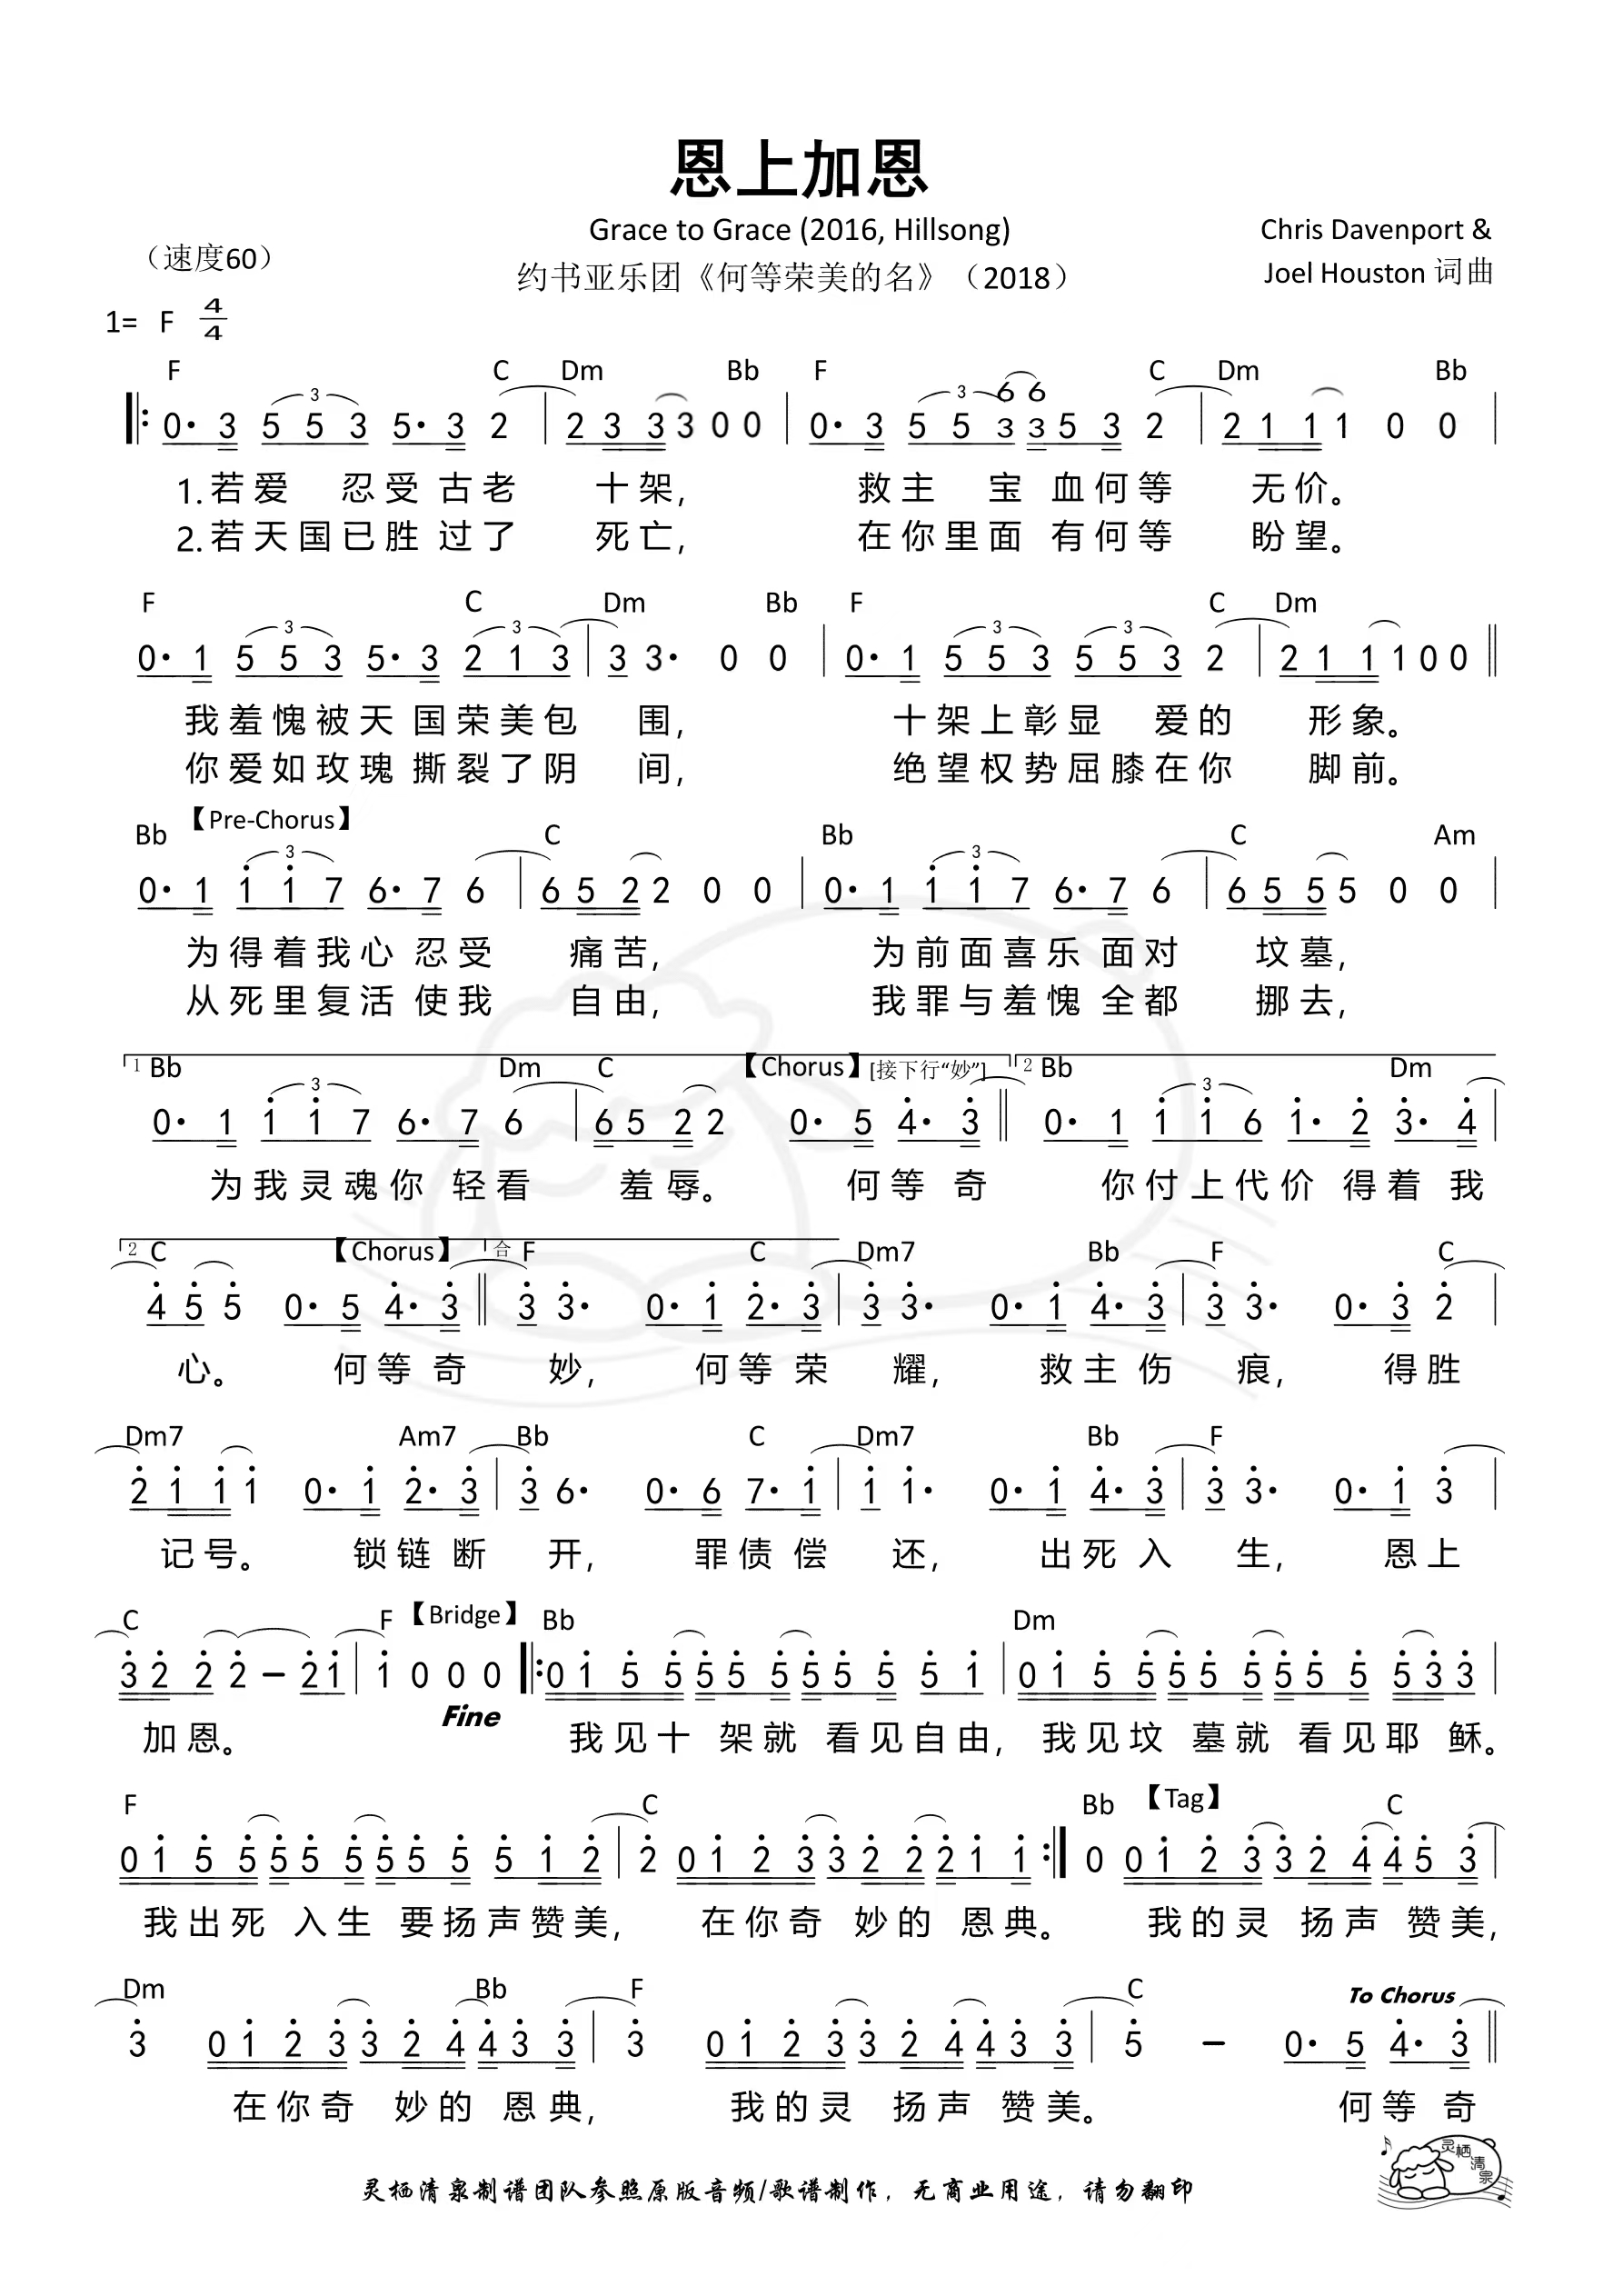 恩上加恩
Grace to Grace (2016, Hillsong)
Chris Davenport &
（速度60）
约书亚乐团《何等荣美的名》（2018）
Joel Houston 词曲
1= F 4/4
F C Dm Bb F C Dm Bb
0· 3 5 5 3 5· 3 2 | 2 3 3 3 0 0 | 0· 3 5 5 6/3 6/3 5 3 2 | 2 1 1 1 0 0 |
1. 若爱 忍受 古老 十架, 救主 宝 血何等 无价。
2. 若天国已胜 过了 死亡, 在你里面 有何等 盼望。
F C Dm Bb F C Dm
0· 1 5 5 3 5· 3 2 1 3 | 3 3· 0 0 | 0· 1 5 5 3 5 5 3 2 | 2 1 1 1 0 0 ||
我羞愧被天 国荣美包 围, 十架上彰显 爱的 形象。
你爱如玫瑰 撕裂了阴 间, 绝望权势屈膝在你 脚前。
Bb 【Pre-Chorus】 C Bb C Am
0· 1 1̇ 1̇ 7 6· 7 6 | 6 5 2 2 0 0 | 0· 1 1̇ 1̇ 7 6· 7 6 | 6 5 5 5 0 0 |
为得着我心 忍受 痛苦, 为前面喜乐 面对 坟墓,
从死里复活 使我 自由, 我罪与羞愧 全都 挪去,
1 Bb Dm C 【Chorus】 [接下行“妙”] 2 Bb Dm
0· 1 1̇ 1̇ 7 6· 7 6 | 6 5 2 2 0· 5 4̇· 3̇ || 0· 1 1̇ 1̇ 6 1̇· 2̇ 3̇· 4̇ |
为我灵魂你 轻看 羞辱。 何等 奇 你付上代价 得着 我
2 C 【Chorus】 合 F C Dm7 Bb F C
4̇ 5̇ 5̇ 0· 5 4̇· 3̇ || 3̇ 3̇· 0· 1̇ 2̇· 3̇ | 3̇ 3̇· 0· 1̇ 4̇· 3̇ | 3̇ 3̇· 0· 3̇ 2̇ |
心。 何等 奇 妙, 何等 荣 耀, 救主 伤 痕, 得胜
Dm7 Am7 Bb C Dm7 Bb F
2̇ 1̇ 1̇ 1̇ 0· 1̇ 2̇· 3̇ | 3̇ 6· 0· 6 7· 1̇ | 1̇ 1̇· 0· 1̇ 4̇· 3̇ | 3̇ 3̇· 0· 1̇ 3̇ |
记号。 锁链 断 开, 罪债 偿 还, 出死 入 生, 恩上
C F 【Bridge】 Bb Dm
3̇ 2̇ 2̇ 2̇ – 2̇ 1̇ | 1̇ 0 0 0 ‖: 0 1̇ 5̇ 5̇ 5̇ 5̇ 5̇ 5̇ 5̇ 5̇ 5̇ 1̇ | 0 1̇ 5̇ 5̇ 5̇ 5̇ 5̇ 5̇ 5̇ 5̇ 5̇ 3̇ 3̇ |
Fine
加恩。 我见十 架就 看见自由, 我见坟 墓就 看见耶 稣。
F C Bb 【Tag】 C
0 1̇ 5̇ 5̇ 5̇ 5̇ 5̇ 5̇ 5̇ 5̇ 5̇ 1̇ 2̇ | 2̇ 0 1̇ 2̇ 3̇ 3̇ 2̇ 2̇ 2̇ 1̇ 1̇ :‖ 0 0 1̇ 2̇ 3̇ 3̇ 2̇ 4̇ 4̇ 5̇ 3̇ |
我出死 入生 要扬声赞美, 在你奇 妙的 恩典。 我的灵 扬声 赞美,
Dm Bb F C To Chorus
3̇ 0 1̇ 2̇ 3̇ 3̇ 2̇ 4̇ 4̇ 3̇ 3̇ | 3̇ 0 1̇ 2̇ 3̇ 3̇ 2̇ 4̇ 4̇ 3̇ 3̇ | 5̇ – 0· 5 4̇· 3̇ ||
在你奇 妙的 恩典, 我的灵 扬声 赞美。 何等 奇
灵栖清泉制谱团队参照原版音频/歌谱制作，无商业用途，请勿翻印
灵栖清泉